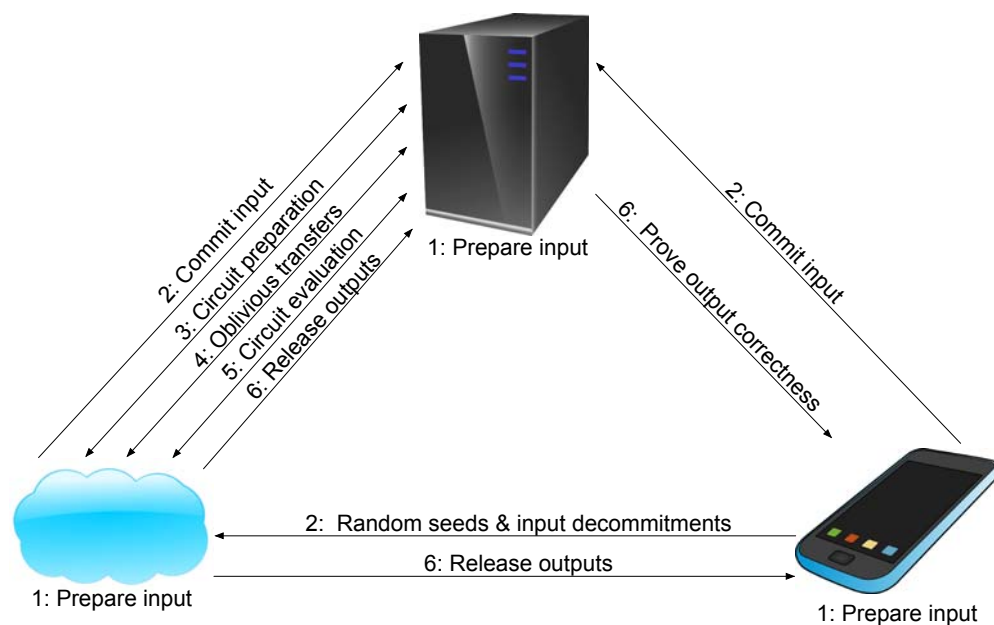 1: Prepare input
2: Commit input
3: Circuit preparation
4: Oblivious transfers
5: Circuit evaluation
6: Release outputs
2: Commit input
6: Prove output correctness
2: Random seeds & input decommitments
6: Release outputs
1: Prepare input
1: Prepare input